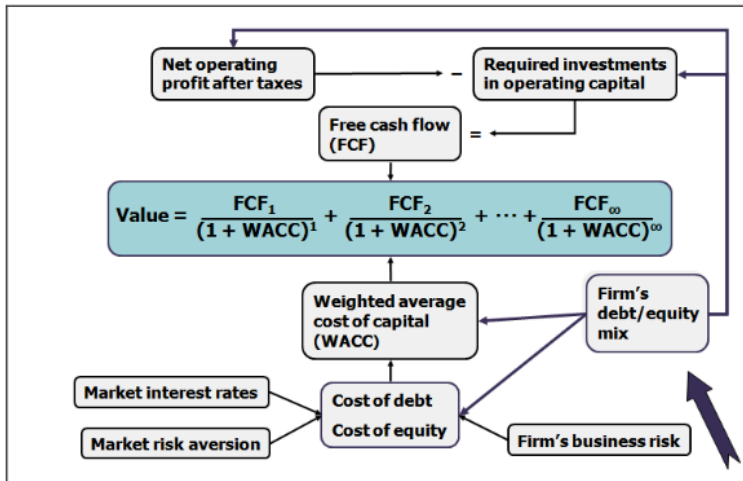 Net operating
profit after taxes
–
Required investments
in operating capital
Free cash flow
(FCF)
=
Value = FCF₁/(1 + WACC)¹ + FCF₂/(1 + WACC)² + ⋯ + FCF∞/(1 + WACC)∞
Weighted average
cost of capital
(WACC)
Firm's
debt/equity
mix
Market interest rates
Market risk aversion
Cost of debt
Cost of equity
Firm's business risk